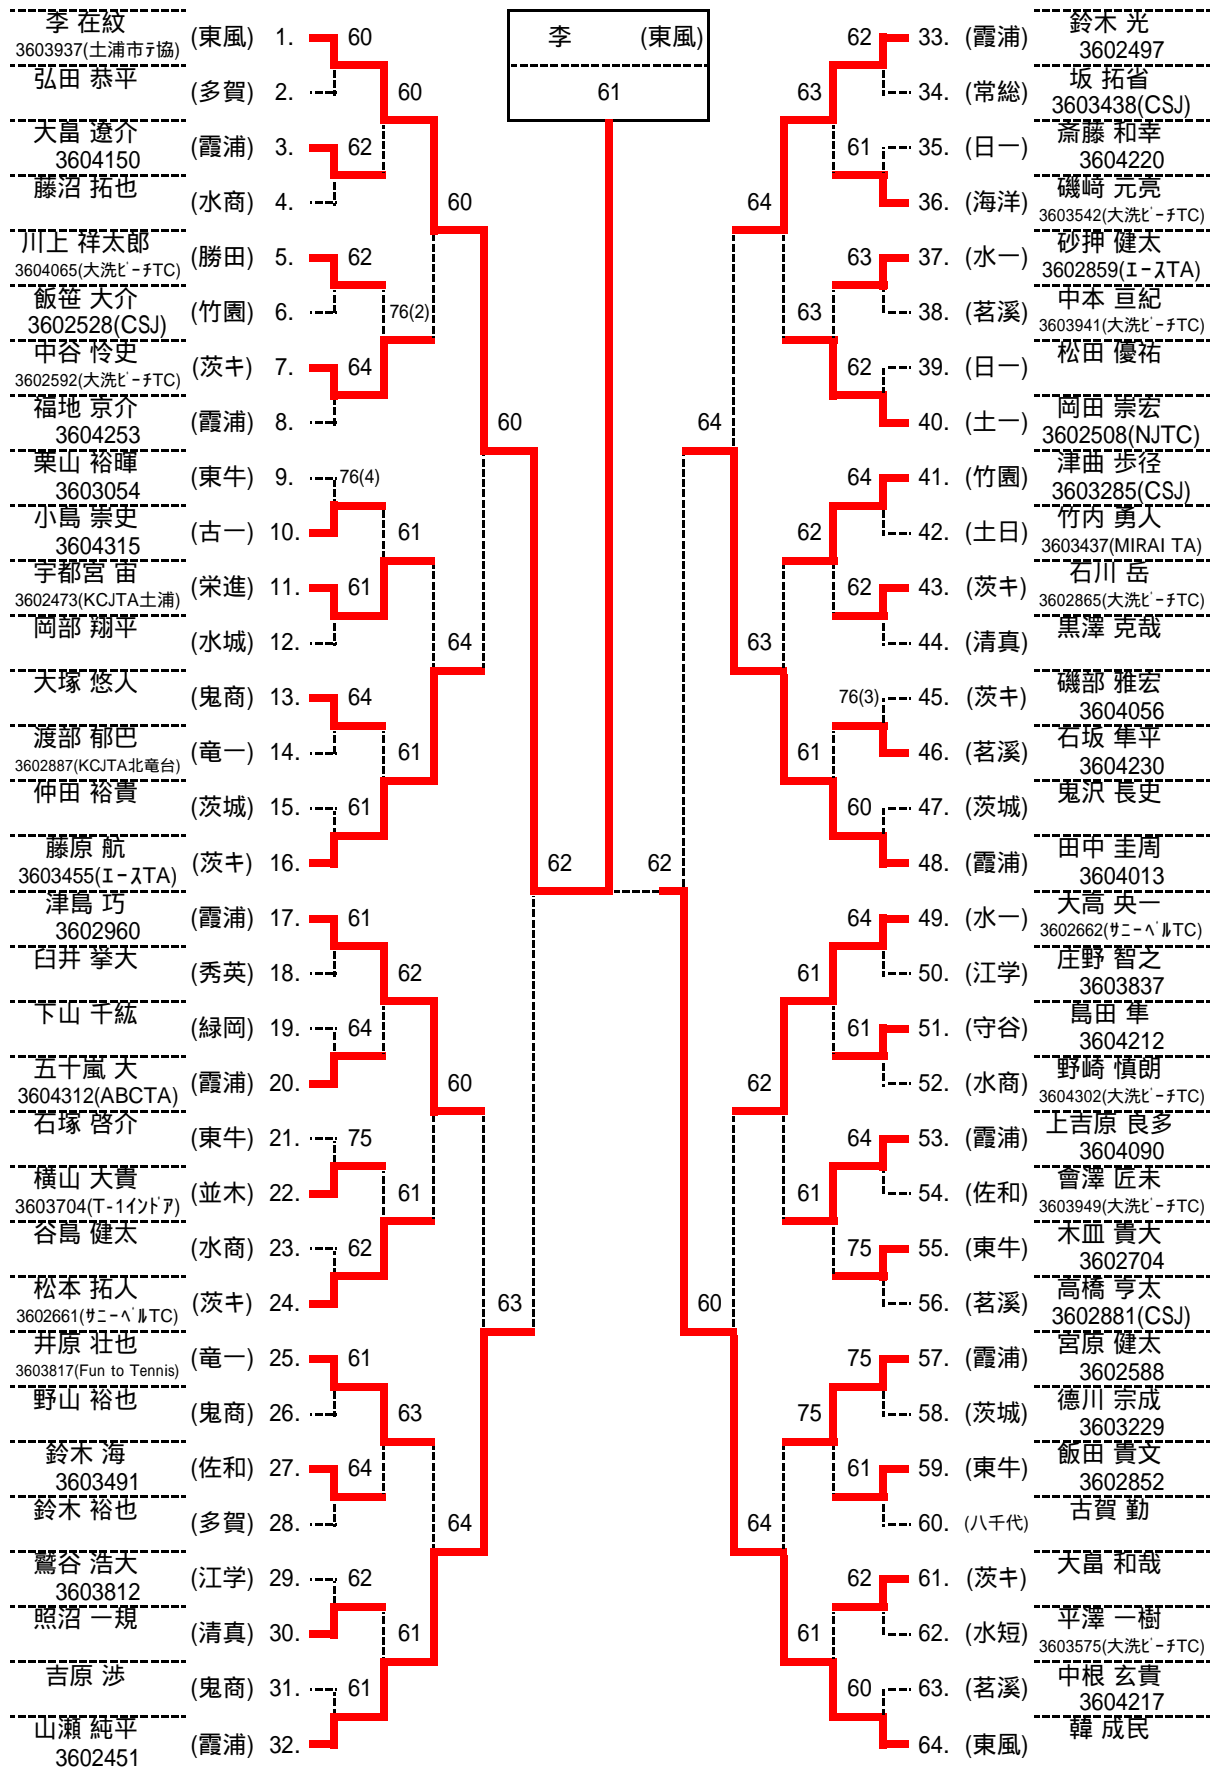 李 (東風)
61
李 在紋
3603937(土浦市テ協)
(東風) 1.
60
弘田 恭平
(多賀) 2.
60
大畠 遼介
3604150
(霞浦) 3.
62
藤沼 拓也
(水商) 4.
60
川上 祥太郎
3604065(大洗ビーチTC)
(勝田) 5.
62
飯笹 大介
3602528(CSJ)
(竹園) 6.
76(2)
中谷 怜史
3602592(大洗ビーチTC)
(茨キ) 7.
64
福地 京介
3604253
(霞浦) 8.
60
栗山 裕暉
3603054
(東牛) 9.
76(4)
小島 崇史
3604315
(古一) 10.
61
宇都宮 宙
3602473(KCJTA土浦)
(栄進) 11.
61
岡部 翔平
(水城) 12.
64
大塚 悠人
(鬼商) 13.
64
渡部 郁巴
3602887(KCJTA北竜台)
(竜一) 14.
61
仲田 裕貴
(茨城) 15.
61
藤原 航
3603455(エースTA)
(茨キ) 16.
62
津島 巧
3602960
(霞浦) 17.
61
臼井 挙大
(秀英) 18.
62
下山 千紘
(緑岡) 19.
64
五十嵐 大
3604312(ABCTA)
(霞浦) 20.
60
石塚 啓介
(東牛) 21.
75
横山 大貴
3603704(T-1インドア)
(並木) 22.
61
谷島 健太
(水商) 23.
62
松本 拓人
3602661(サニーベルTC)
(茨キ) 24.
63
井原 壮也
3603817(Fun to Tennis)
(竜一) 25.
61
野山 裕也
(鬼商) 26.
63
鈴木 海
3603491
(佐和) 27.
64
鈴木 裕也
(多賀) 28.
64
鷲谷 浩大
3603812
(江学) 29.
62
照沼 一規
(清真) 30.
61
吉原 渉
(鬼商) 31.
61
山瀬 純平
3602451
(霞浦) 32.
62
33. (霞浦)
鈴木 光
3602497
63
34. (常総)
坂 拓省
3603438(CSJ)
61
35. (日一)
斎藤 和幸
3604220
64
36. (海洋)
磯﨑 元亮
3603542(大洗ビーチTC)
63
37. (水一)
砂押 健太
3602859(エースTA)
63
38. (茗溪)
中本 亘紀
3603941(大洗ビーチTC)
62
39. (日一)
松田 優祐
64
40. (土一)
岡田 崇宏
3602508(NJTC)
64
41. (竹園)
津曲 歩径
3603285(CSJ)
62
42. (土日)
竹内 勇人
3603437(MIRAI TA)
62
43. (茨キ)
石川 岳
3602865(大洗ビーチTC)
63
44. (清真)
黒澤 克哉
76(3)
45. (茨キ)
磯部 雅宏
3604056
61
46. (茗溪)
石坂 隼平
3604230
60
47. (茨城)
鬼沢 長史
62
48. (霞浦)
田中 圭周
3604013
64
49. (水一)
大高 央一
3602662(サニーベルTC)
61
50. (江学)
庄野 智之
3603837
61
51. (守谷)
島田 隼
3604212
62
52. (水商)
野崎 慎朗
3604302(大洗ビーチTC)
64
53. (霞浦)
上吉原 良多
3604090
61
54. (佐和)
會澤 匠未
3603949(大洗ビーチTC)
75
55. (東牛)
木皿 貴大
3602704
60
56. (茗溪)
高橋 亨太
3602881(CSJ)
75
57. (霞浦)
宮原 健太
3602588
75
58. (茨城)
德川 宗成
3603229
61
59. (東牛)
飯田 貴文
3602852
64
60. (八千代)
古賀 勤
62
61. (茨キ)
大畠 和哉
61
62. (水短)
平澤 一樹
3603575(大洗ビーチTC)
60
63. (茗溪)
中根 玄貴
3604217
64. (東風)
韓 成民